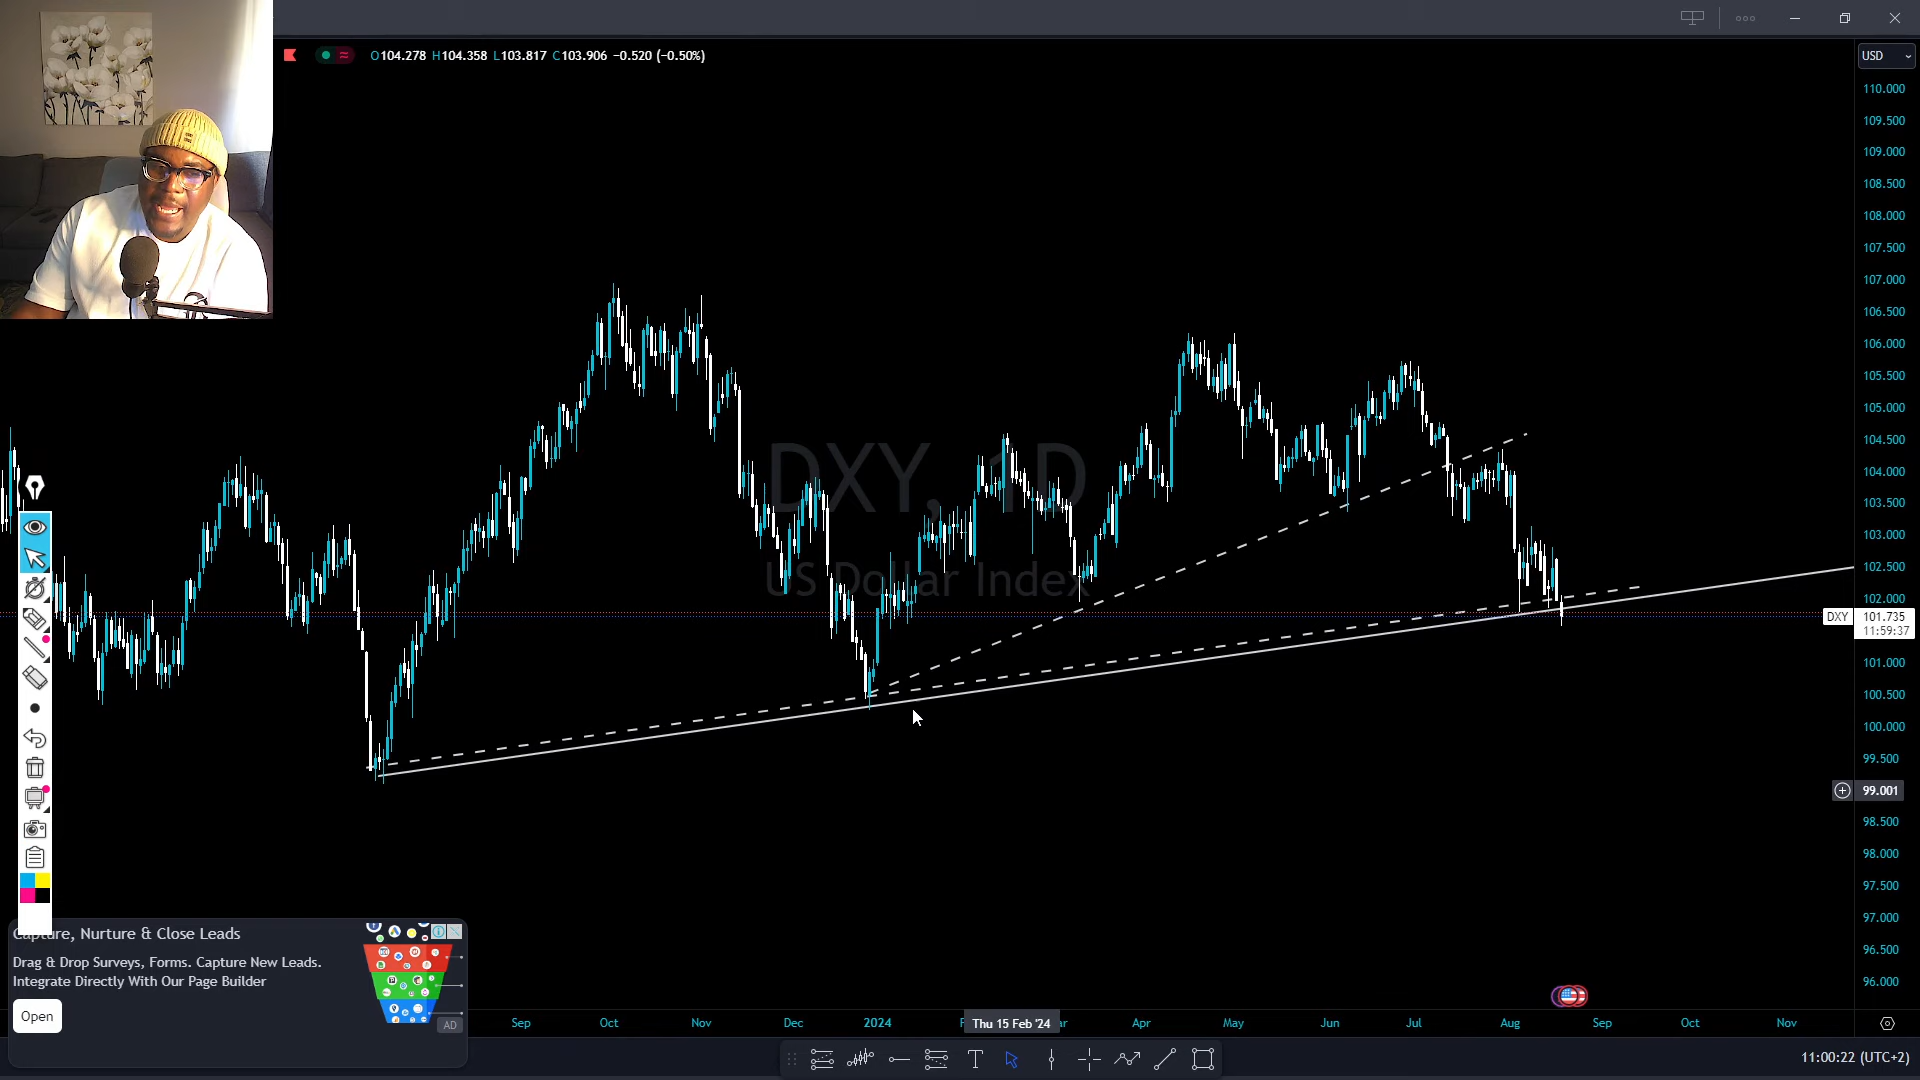 O104.278 H104.358 L103.817 C103.906 −0.520 (−0.50%)
USD
110.000
109.500
109.000
108.500
108.000
107.500
107.000
106.500
106.000
105.500
105.000
104.500
104.000
103.500
103.000
102.500
102.000
DXY 101.735
11:59:37
101.000
100.500
100.000
99.500
99.001
98.500
98.000
97.500
97.000
96.500
96.000
DXY, 1D
US Dollar Index
Capture, Nurture & Close Leads
Drag & Drop Surveys, Forms. Capture New Leads.
Integrate Directly With Our Page Builder
Open
AD
Sep Oct Nov Dec 2024 Thu 15 Feb '24 Apr May Jun Jul Aug Sep Oct Nov
11:00:22 (UTC+2)